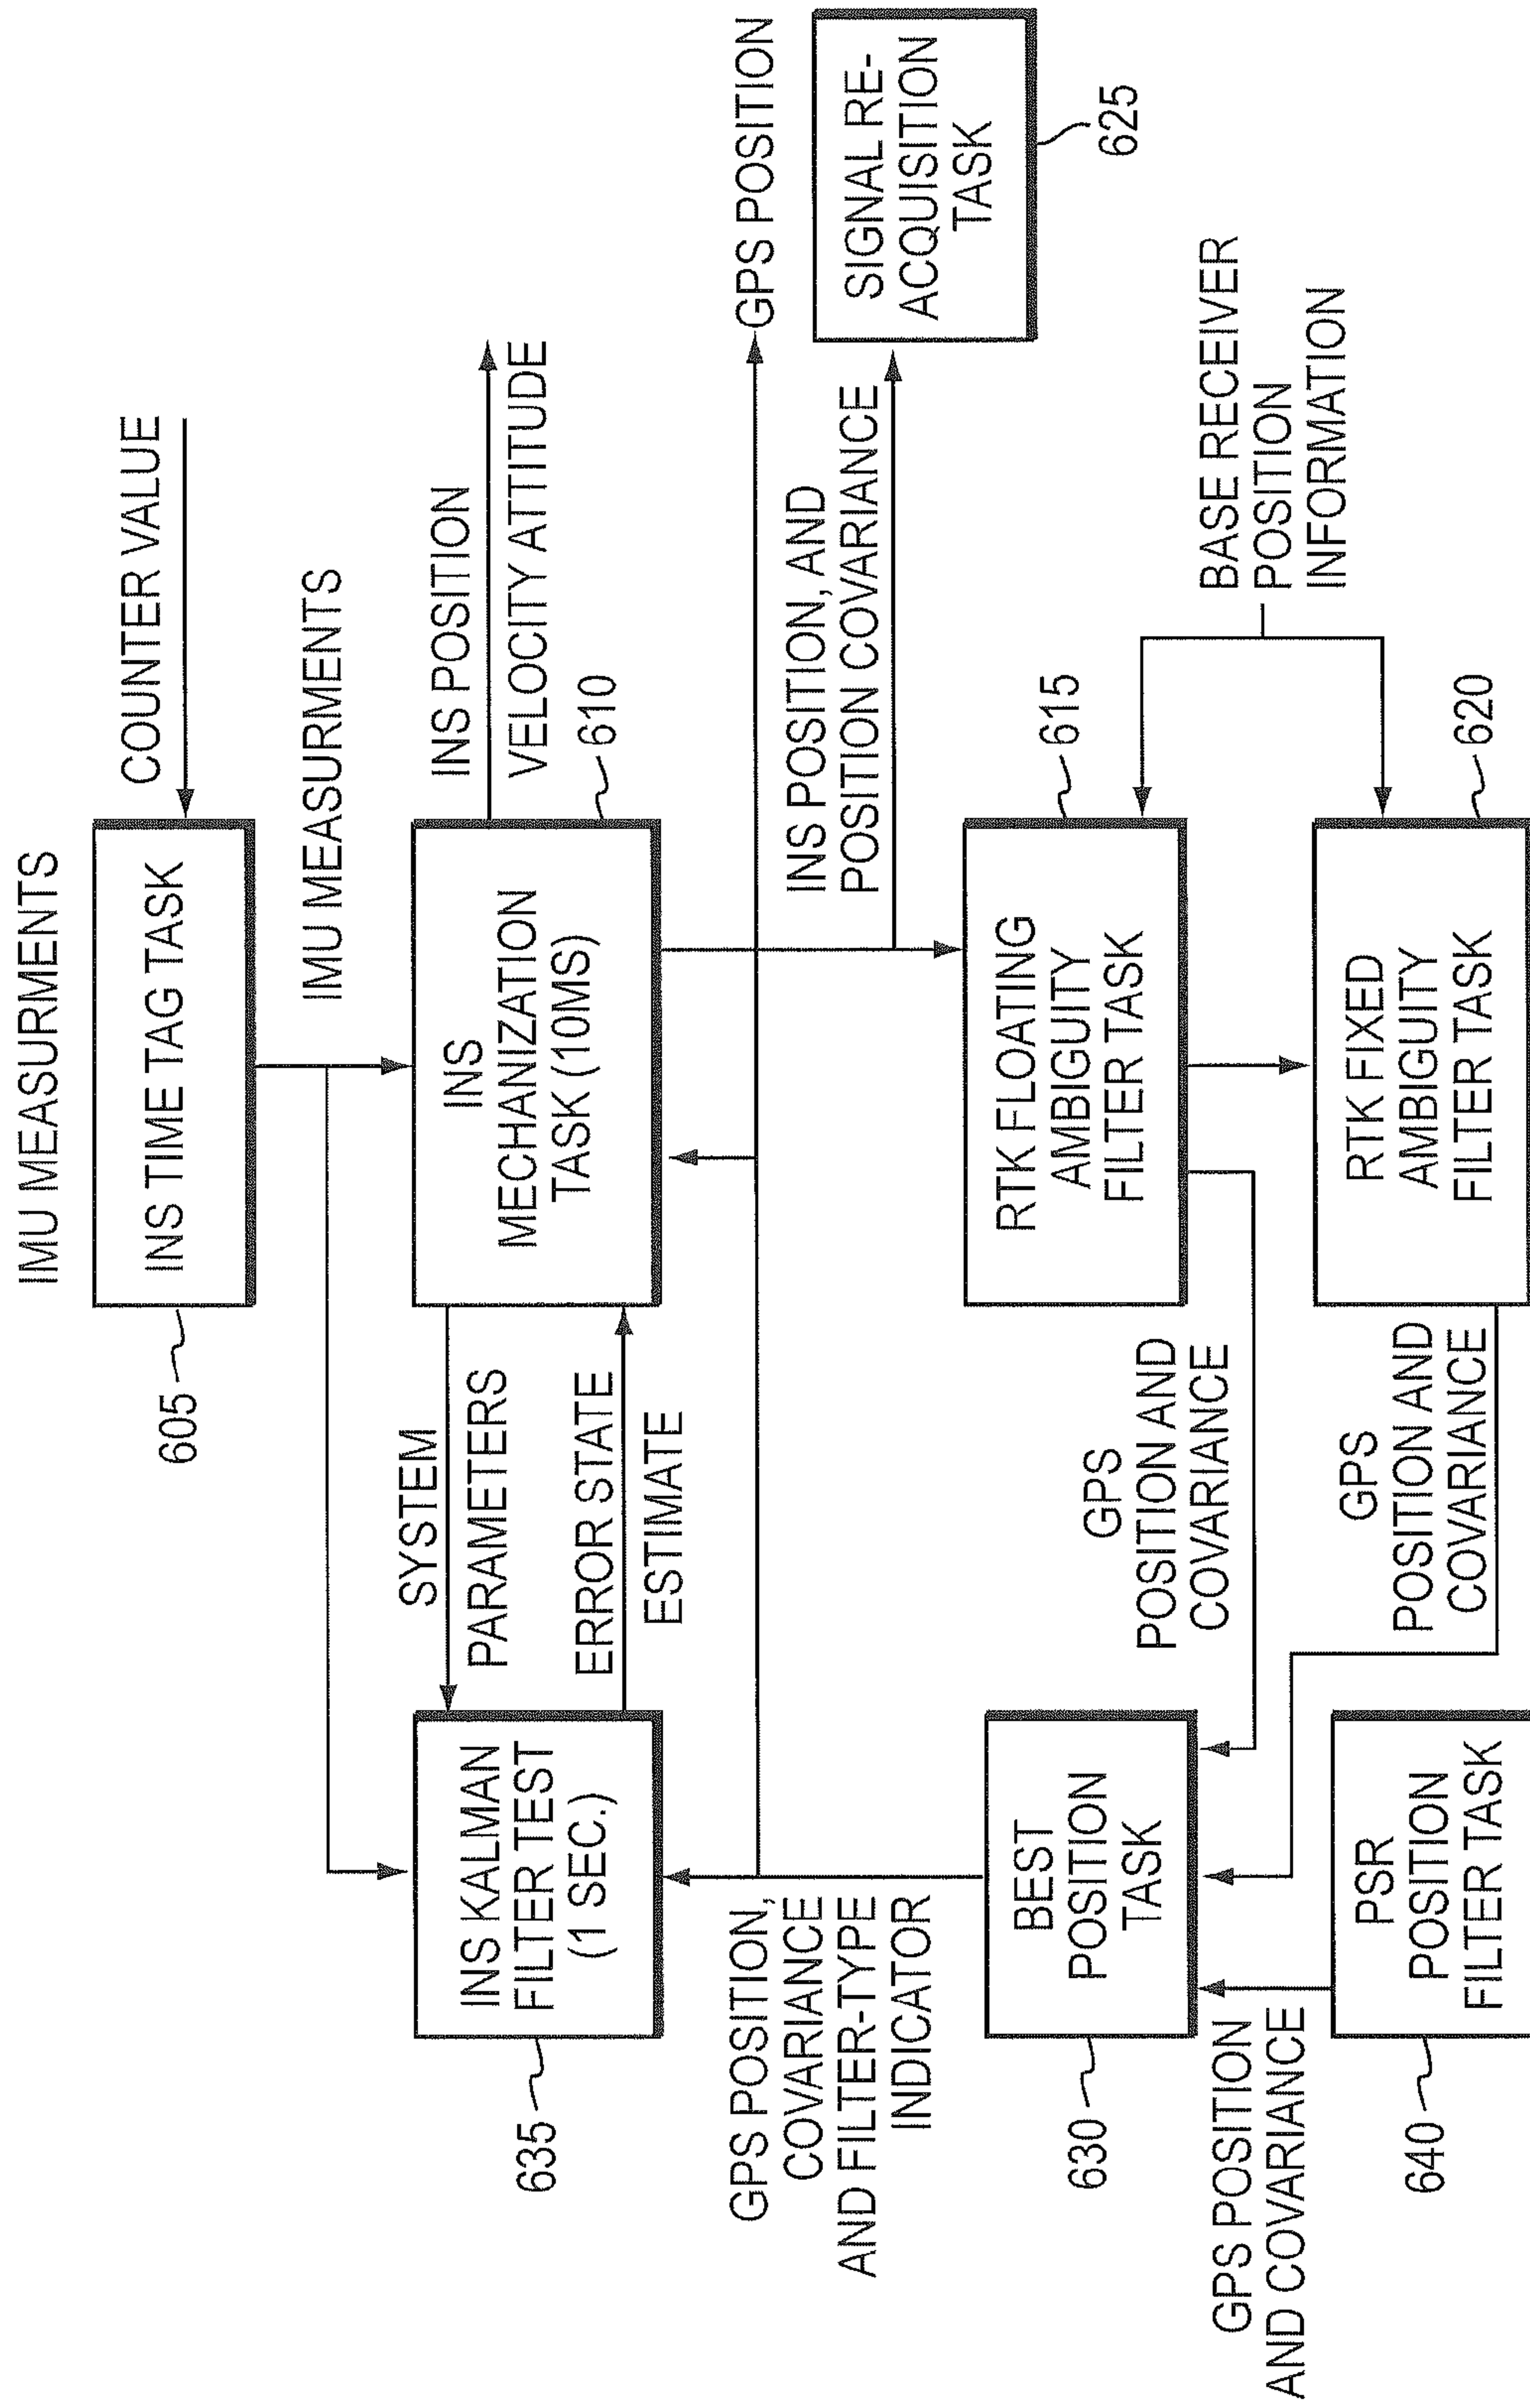 IMU MEASURMENTS
INS TIME TAG TASK
605
COUNTER VALUE
IMU MEASURMENTS
INS KALMAN
FILTER TEST
(1 SEC.)
635
SYSTEM
PARAMETERS
ERROR STATE
ESTIMATE
INS
MECHANIZATION
TASK (10MS)
610
INS POSITION
VELOCITY ATTITUDE
GPS POSITION
GPS POSITION,
COVARIANCE
AND FILTER-TYPE
INDICATOR
INS POSITION, AND
POSITION COVARIANCE
SIGNAL RE-
ACQUISITION
TASK
625
BEST
POSITION
TASK
630
GPS
POSITION AND
COVARIANCE
RTK FLOATING
AMBIGUITY
FILTER TASK
615
BASE RECEIVER
POSITION
INFORMATION
GPS POSITION
AND COVARIANCE
PSR
POSITION
FILTER TASK
640
GPS
POSITION AND
COVARIANCE
RTK FIXED
AMBIGUITY
FILTER TASK
620